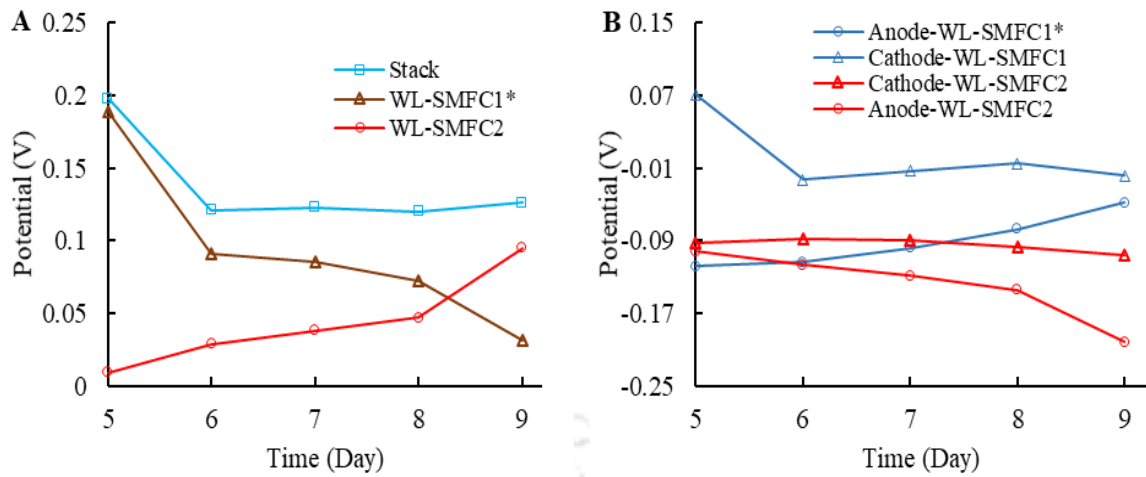 A
Potential (V)
0.25
0.2
0.15
0.1
0.05
0
Stack
WL-SMFC1*
WL-SMFC2
5 6 7 8 9
Time (Day)
B
Potential (V)
0.15
0.07
-0.01
-0.09
-0.17
-0.25
Anode-WL-SMFC1*
Cathode-WL-SMFC1
Cathode-WL-SMFC2
Anode-WL-SMFC2
5 6 7 8 9
Time (Day)